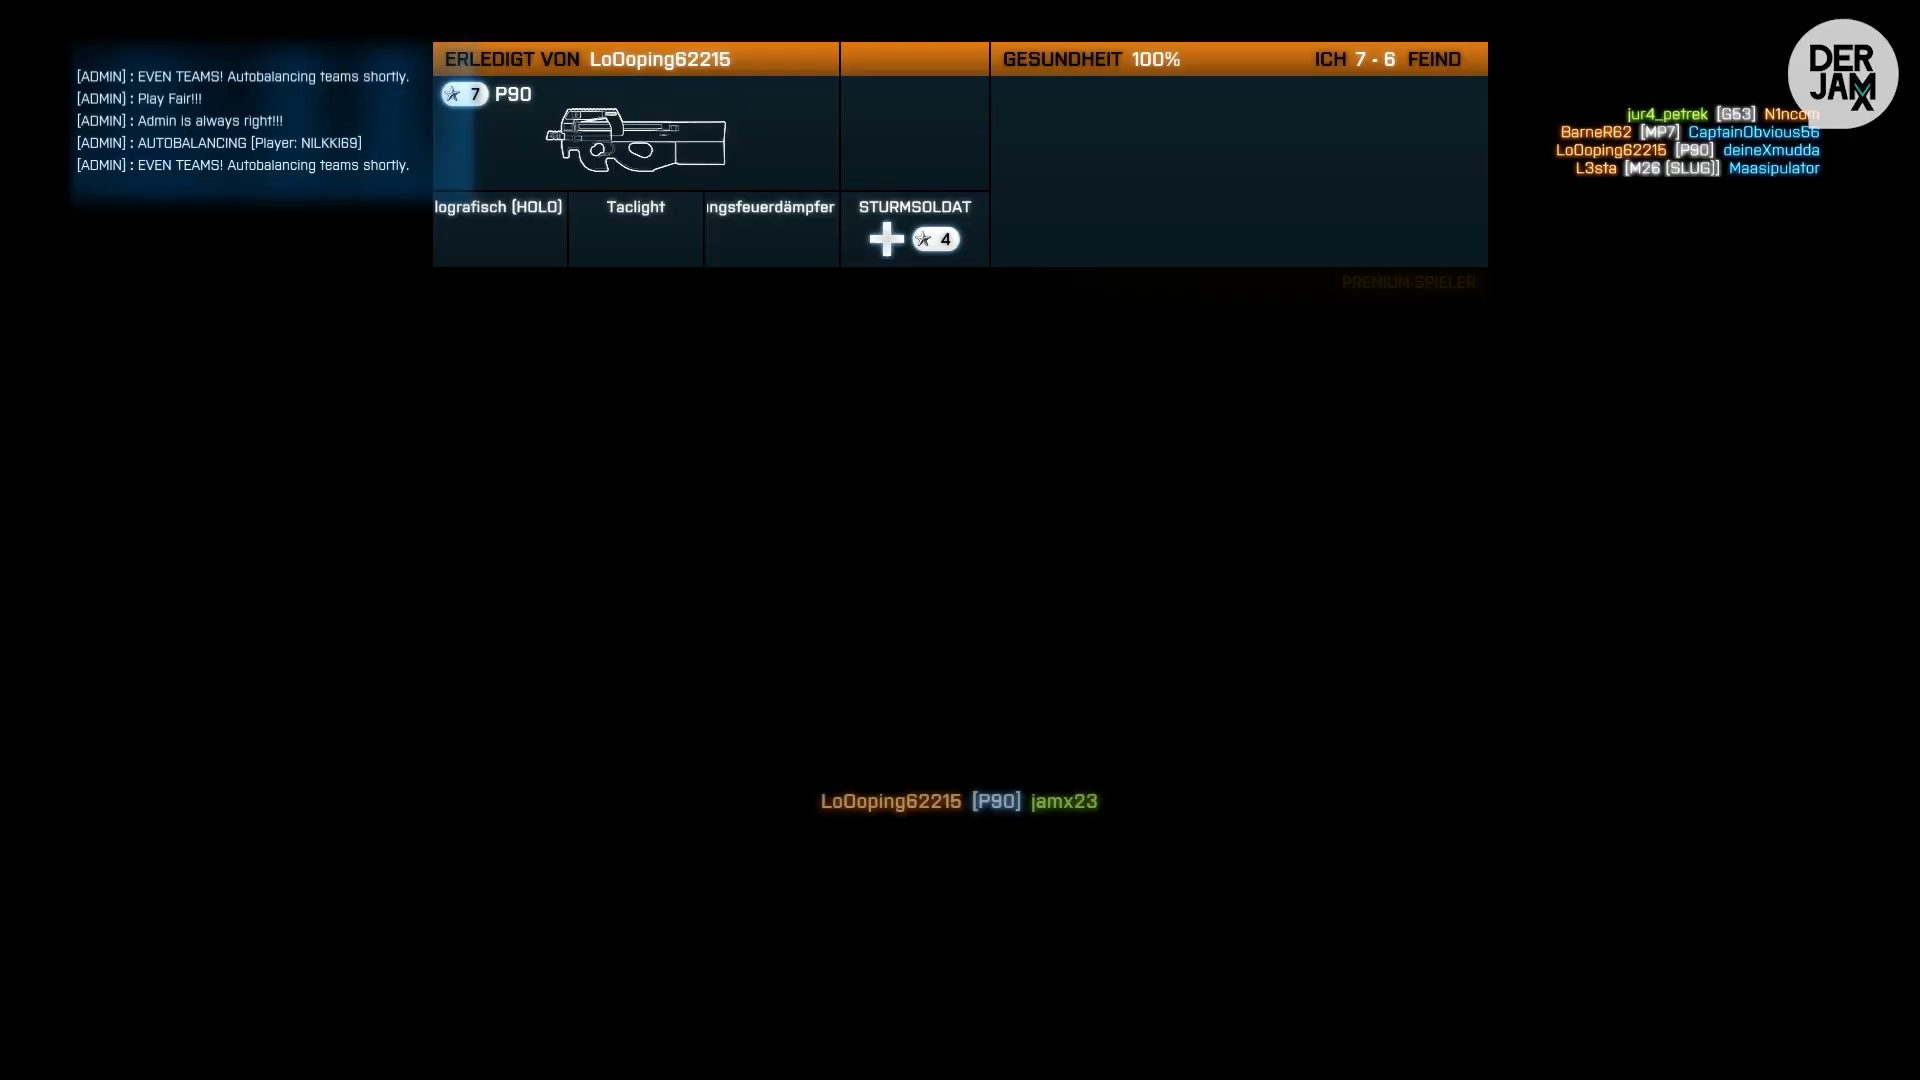 [ADMIN] : EVEN TEAMS! Autobalancing teams shortly.
[ADMIN] : Play Fair!!!
[ADMIN] : Admin is always right!!!
[ADMIN] : AUTOBALANCING [Player: NILKKI69]
[ADMIN] : EVEN TEAMS! Autobalancing teams shortly.
ERLEDIGT VON LoOoping62215
GESUNDHEIT 100%
ICH 7 - 6 FEIND
7 P90
lografisch (HOLO)
Taclight
ngsfeuerdämpfer
STURMSOLDAT
4
PREMIUM-SPIELER
DER
JAMX
jur4_petrek [G53] N1ncom
BarneR62 [MP7] CaptainObvious56
LoOoping62215 [P90] deineXmudda
L3sta [M26 (SLUG)] Maasipulator
LoOoping62215 [P90] jamx23